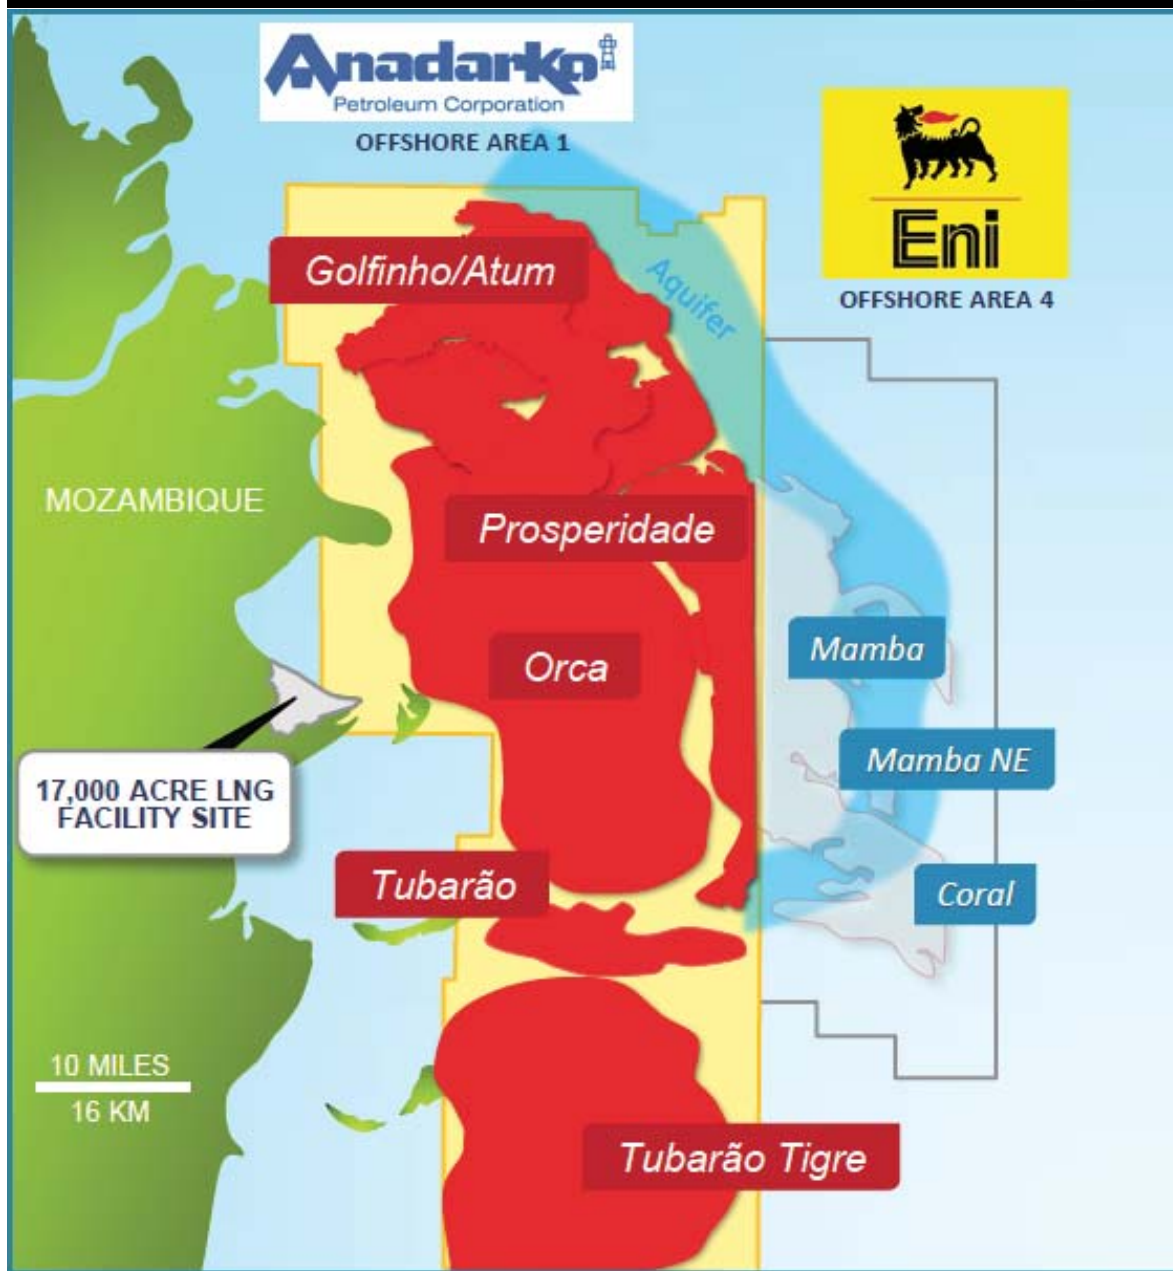 Anadarko
Petroleum Corporation
OFFSHORE AREA 1
Eni
OFFSHORE AREA 4
Golfinho/Atum
Aquifer
MOZAMBIQUE
Prosperidade
Orca
Mamba
Mamba NE
17,000 ACRE LNG
FACILITY SITE
Tubarão
Coral
10 MILES
16 KM
Tubarão Tigre